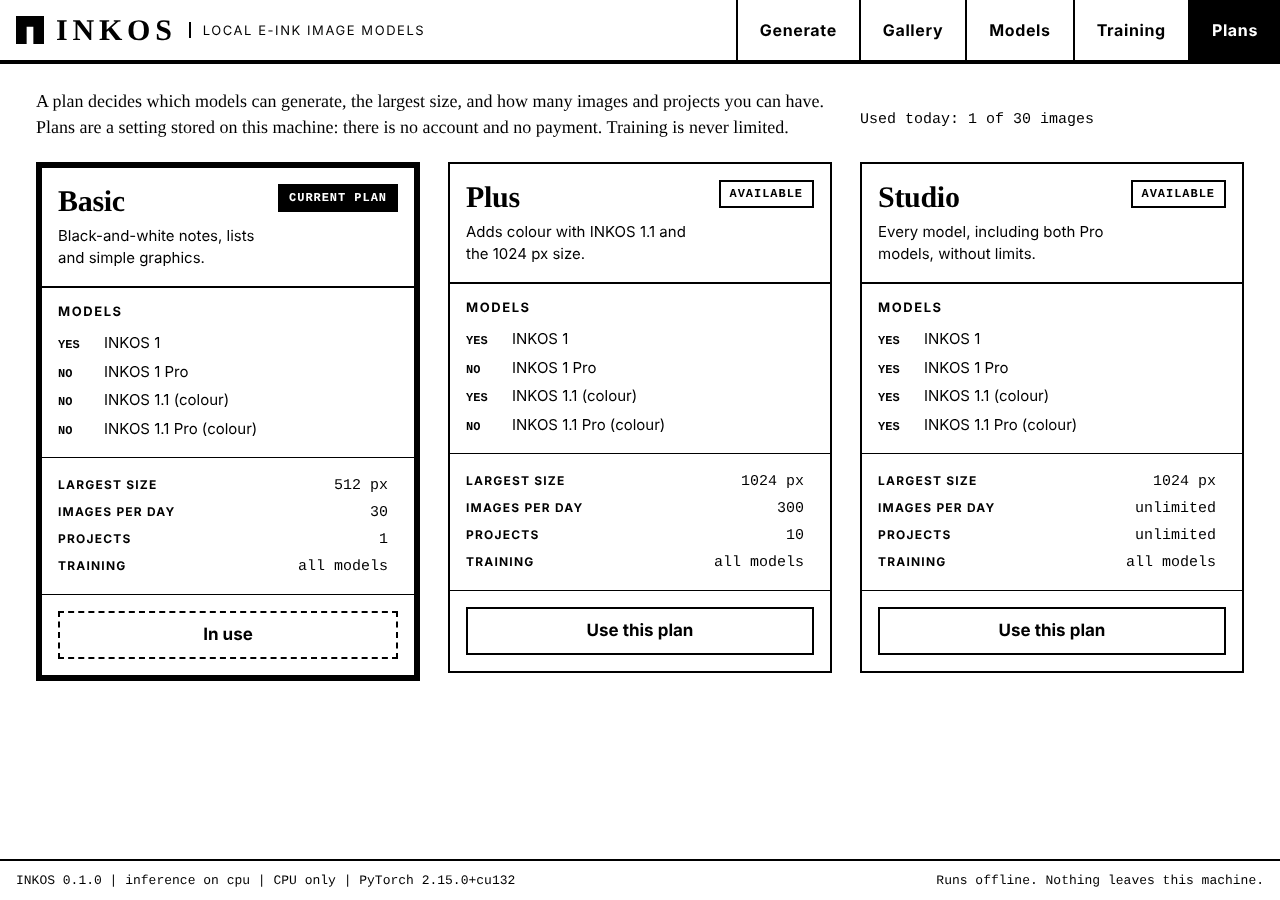 INKOS
LOCAL E-INK IMAGE MODELS
Generate
Gallery
Models
Training
Plans
A plan decides which models can generate, the largest size, and how many images and projects you can have.
Plans are a setting stored on this machine: there is no account and no payment. Training is never limited.
Used today: 1 of 30 images
Basic
CURRENT PLAN
Black-and-white notes, lists
and simple graphics.
MODELS
YES INKOS 1
NO INKOS 1 Pro
NO INKOS 1.1 (colour)
NO INKOS 1.1 Pro (colour)
LARGEST SIZE 512 px
IMAGES PER DAY 30
PROJECTS 1
TRAINING all models
In use
Plus
AVAILABLE
Adds colour with INKOS 1.1 and
the 1024 px size.
MODELS
YES INKOS 1
NO INKOS 1 Pro
YES INKOS 1.1 (colour)
NO INKOS 1.1 Pro (colour)
LARGEST SIZE 1024 px
IMAGES PER DAY 300
PROJECTS 10
TRAINING all models
Use this plan
Studio
AVAILABLE
Every model, including both Pro
models, without limits.
MODELS
YES INKOS 1
YES INKOS 1 Pro
YES INKOS 1.1 (colour)
YES INKOS 1.1 Pro (colour)
LARGEST SIZE 1024 px
IMAGES PER DAY unlimited
PROJECTS unlimited
TRAINING all models
Use this plan
INKOS 0.1.0 | inference on cpu | CPU only | PyTorch 2.15.0+cu132
Runs offline. Nothing leaves this machine.